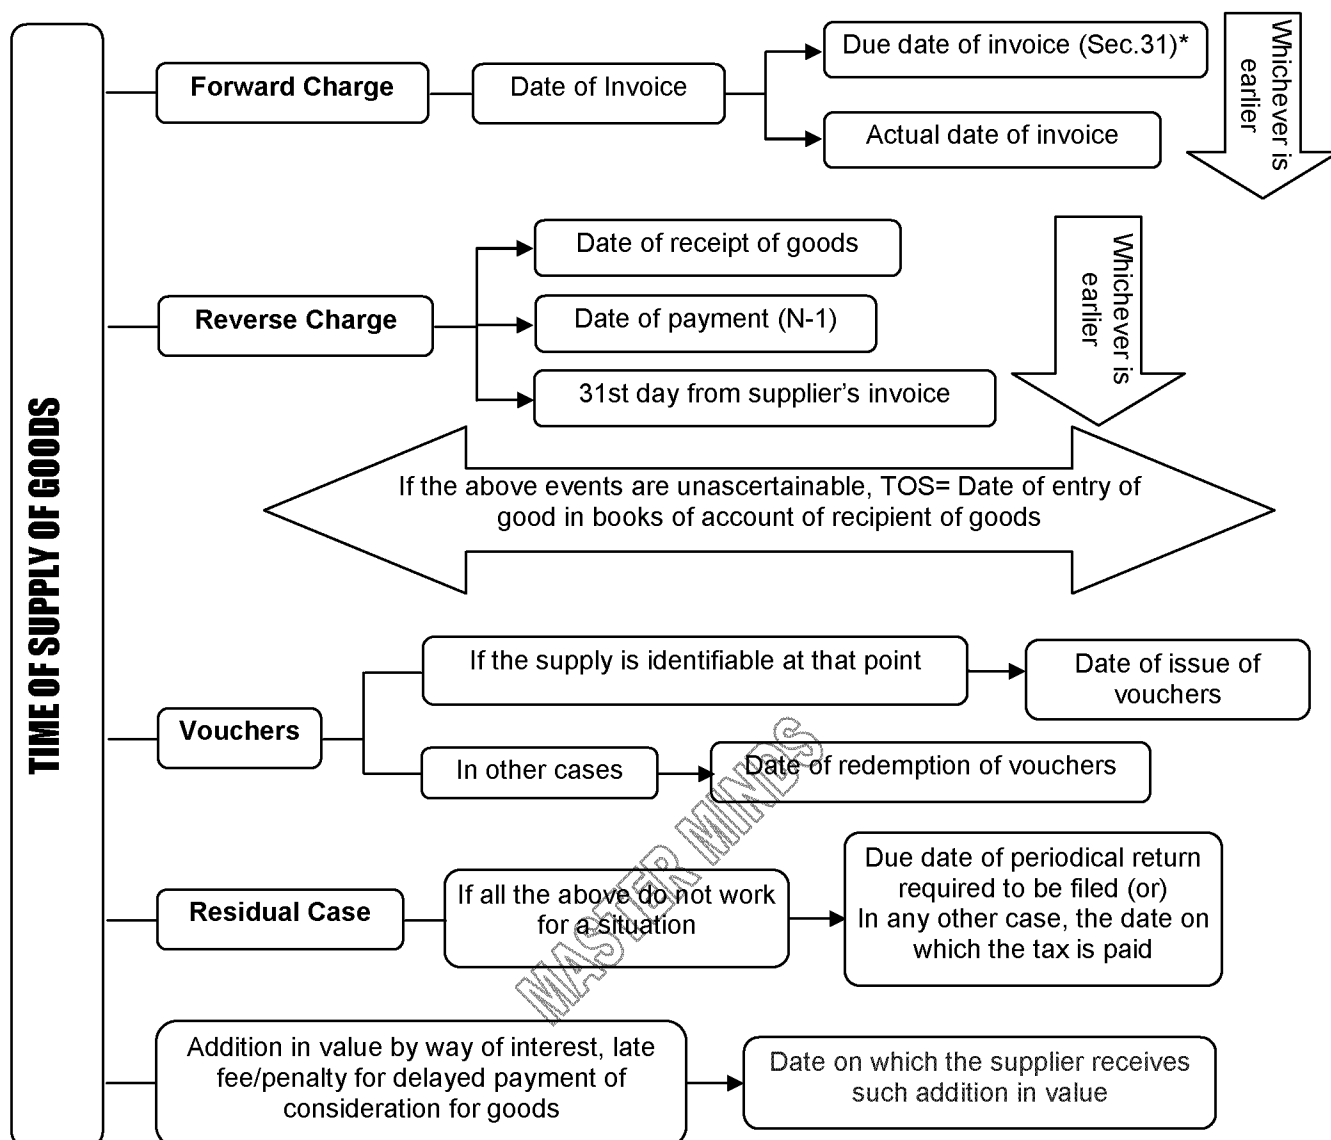 TIME OF SUPPLY OF GOODS
Forward Charge
Date of Invoice
Due date of invoice (Sec.31)*
Actual date of invoice
Whichever is
earlier
Reverse Charge
Date of receipt of goods
Date of payment (N-1)
31st day from supplier's invoice
Whichever is
earlier
If the above events are unascertainable, TOS= Date of entry of
good in books of account of recipient of goods
Vouchers
If the supply is identifiable at that point
Date of issue of
vouchers
In other cases
Date of redemption of vouchers
Residual Case
If all the above do not work
for a situation
Due date of periodical return
required to be filed (or)
In any other case, the date on
which the tax is paid
Addition in value by way of interest, late
fee/penalty for delayed payment of
consideration for goods
Date on which the supplier receives
such addition in value
MASTER MINDS